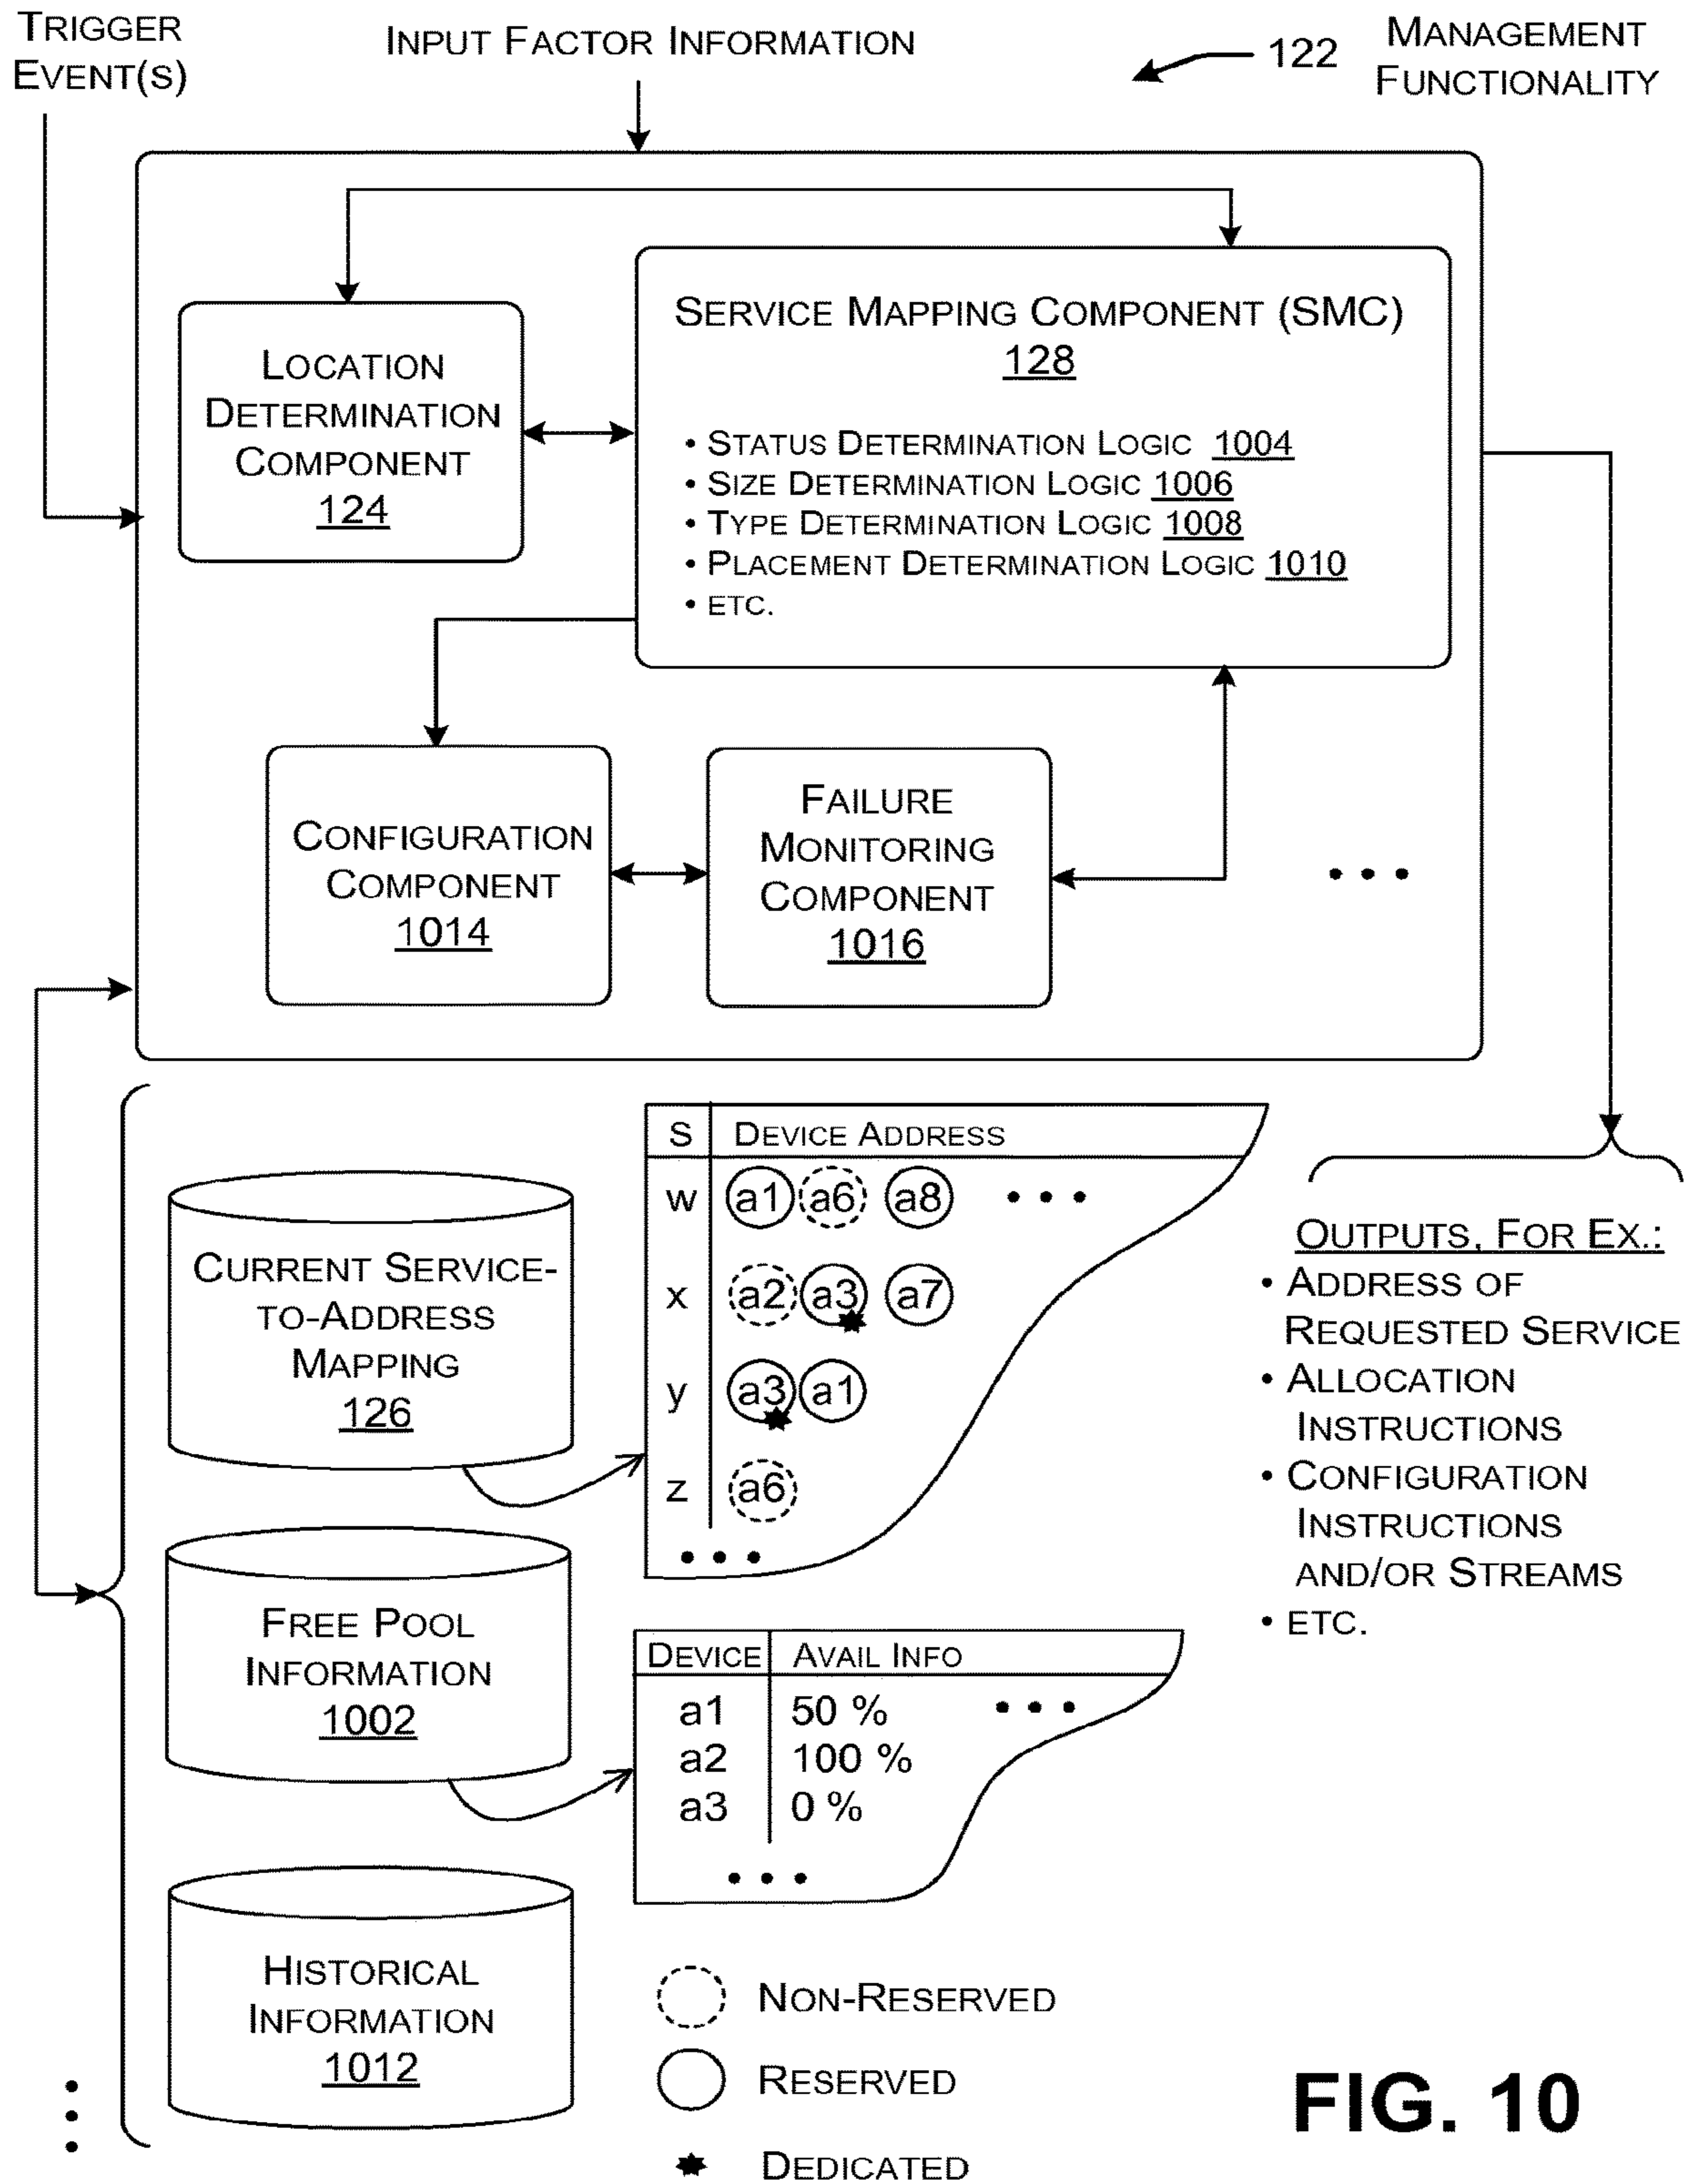 TRIGGER
EVENT(S)
INPUT FACTOR INFORMATION
122
MANAGEMENT
FUNCTIONALITY
LOCATION
DETERMINATION
COMPONENT
124
SERVICE MAPPING COMPONENT (SMC)
128
• STATUS DETERMINATION LOGIC 1004
• SIZE DETERMINATION LOGIC 1006
• TYPE DETERMINATION LOGIC 1008
• PLACEMENT DETERMINATION LOGIC 1010
• ETC.
CONFIGURATION
COMPONENT
1014
FAILURE
MONITORING
COMPONENT
1016
• • •
CURRENT SERVICE-
TO-ADDRESS
MAPPING
126
S DEVICE ADDRESS
w a1 a6 a8 • • •
x a2 a3 a7
y a3 a1
z a6
• • •
OUTPUTS, FOR EX.:
• ADDRESS OF
REQUESTED SERVICE
• ALLOCATION
INSTRUCTIONS
• CONFIGURATION
INSTRUCTIONS
AND/OR STREAMS
• ETC.
FREE POOL
INFORMATION
1002
DEVICE AVAIL INFO
a1 50 % • • •
a2 100 %
a3 0 %
• • •
HISTORICAL
INFORMATION
1012
NON-RESERVED
RESERVED
DEDICATED
FIG. 10